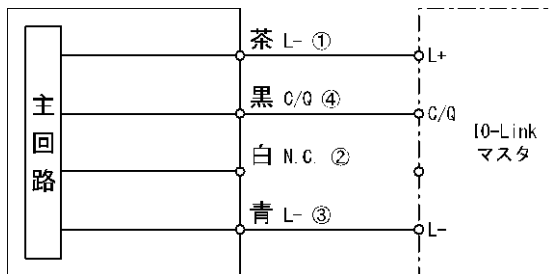 主回路
茶 L- ①
L+
黒 C/Q ④
C/Q
白 N.C. ②
青 L- ③
L-
IO-Link
マスタ